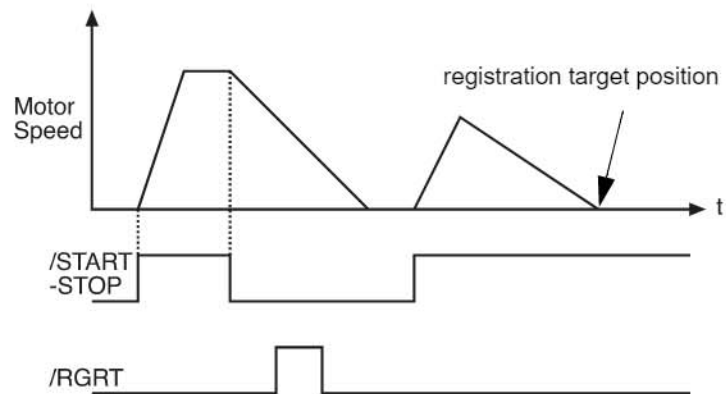 registration target position
Motor
Speed
t
/START
-STOP
/RGRT